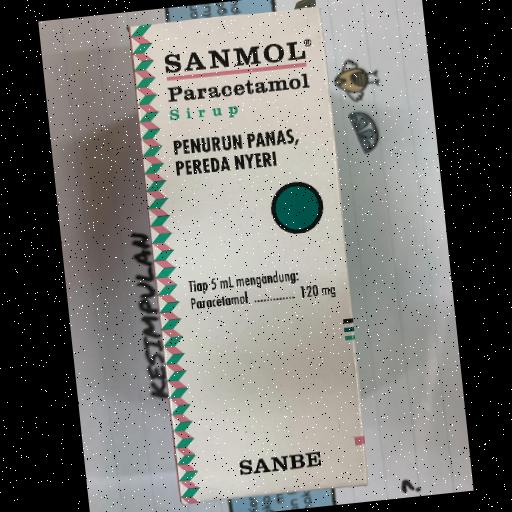 SANMOL®
Paracetamol
Sirup
PENURUN PANAS,
PEREDA NYERI
Tiap 5 mL mengandung:
Paracetamol ............. 120 mg
SANBE
KESIMPULAN
?